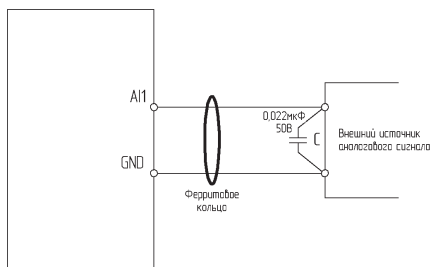 AI1
GND
0,022мкФ
50В
С
Внешний источник
аналогового сигнала
Ферритовое
кольцо